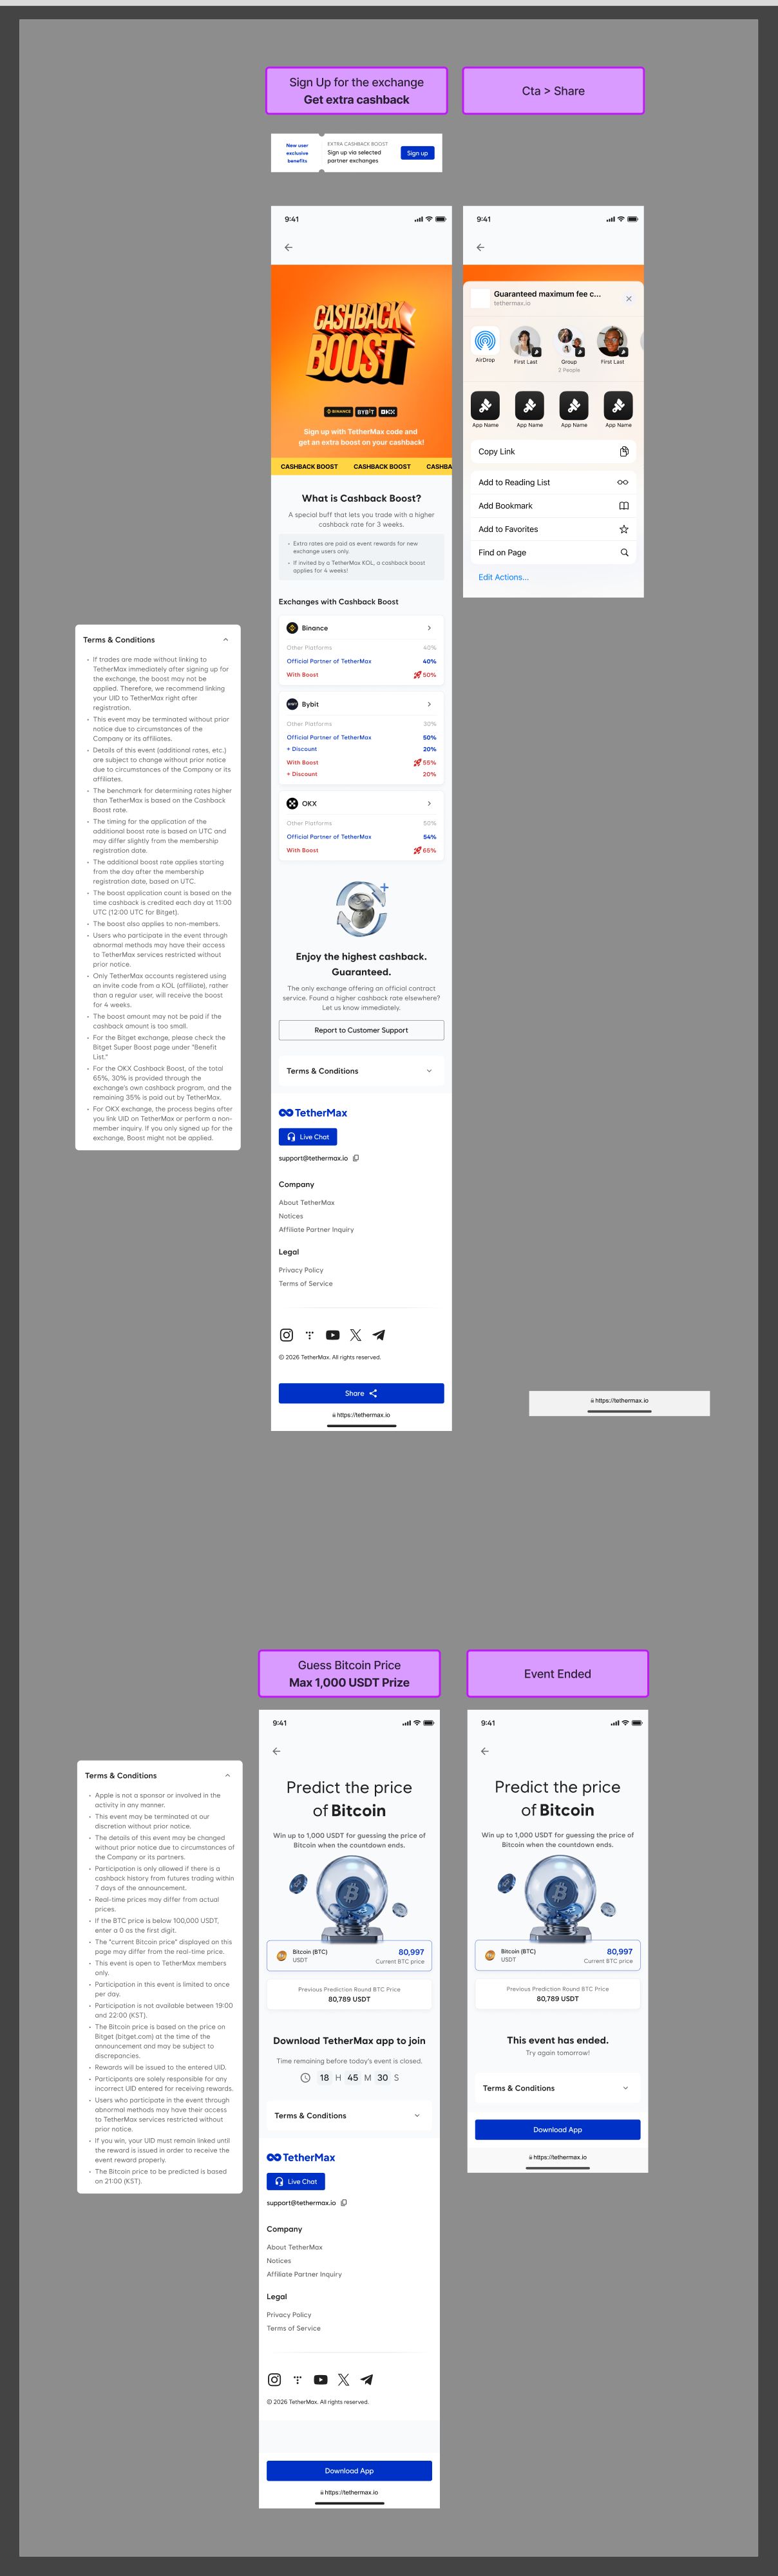 Sign Up for the exchange
Get extra cashback
Cta > Share
New user
exclusive
benefits
EXTRA CASHBACK BOOST
Sign up via selected
partner exchanges
Sign up
9:41
CASHBACK
BOOST
BINANCE
BYBIT
OKX
Sign up with TetherMax code and
get an extra boost on your cashback!
CASHBACK BOOST CASHBACK BOOST CASHBA
What is Cashback Boost?
A special buff that lets you trade with a higher
cashback rate for 3 weeks.
• Extra rates are paid as event rewards for new
exchange users only.
• If invited by a TetherMax KOL, a cashback boost
applies for 4 weeks!
Exchanges with Cashback Boost
Binance
Other Platforms 40%
Official Partner of TetherMax 40%
With Boost 50%
Bybit
Other Platforms 30%
Official Partner of TetherMax 50%
+ Discount 20%
With Boost 55%
+ Discount 20%
OKX
Other Platforms 50%
Official Partner of TetherMax 54%
With Boost 65%
Enjoy the highest cashback.
Guaranteed.
The only exchange offering an official contract
service. Found a higher cashback rate elsewhere?
Let us know immediately.
Report to Customer Support
Terms & Conditions
TetherMax
Live Chat
support@tethermax.io
Company
About TetherMax
Notices
Affiliate Partner Inquiry
Legal
Privacy Policy
Terms of Service
© 2026 TetherMax. All rights reserved.
Share
https://tethermax.io
9:41
Guaranteed maximum fee c...
tethermax.io
AirDrop
First Last
Group
2 People
First Last
App Name
App Name
App Name
App Name
Copy Link
Add to Reading List
Add Bookmark
Add to Favorites
Find on Page
Edit Actions...
https://tethermax.io
Terms & Conditions
• If trades are made without linking to
TetherMax immediately after signing up for
the exchange, the boost may not be
applied. Therefore, we recommend linking
your UID to TetherMax right after
registration.
• This event may be terminated without prior
notice due to circumstances of the
Company or its affiliates.
• Details of this event (additional rates, etc.)
are subject to change without prior notice
due to circumstances of the Company or its
affiliates.
• The benchmark for determining rates higher
than TetherMax is based on the Cashback
Boost rate.
• The timing for the application of the
additional boost rate is based on UTC and
may differ slightly from the membership
registration date.
• The additional boost rate applies starting
from the day after the membership
registration date, based on UTC.
• The boost application count is based on the
time cashback is credited each day at 11:00
UTC (12:00 UTC for Bitget).
• The boost also applies to non-members.
• Users who participate in the event through
abnormal methods may have their access
to TetherMax services restricted without
prior notice.
• Only TetherMax accounts registered using
an invite code from a KOL (affiliate), rather
than a regular user, will receive the boost
for 4 weeks.
• The boost amount may not be paid if the
cashback amount is too small.
• For the Bitget exchange, please check the
Bitget Super Boost page under "Benefit
List."
• For the OKX Cashback Boost, of the total
65%, 30% is provided through the
exchange's own cashback program, and the
remaining 35% is paid out by TetherMax.
• For OKX exchange, the process begins after
you link UID on TetherMax or perform a non-
member inquiry. If you only signed up for the
exchange, Boost might not be applied.
Guess Bitcoin Price
Max 1,000 USDT Prize
Event Ended
9:41
Predict the price
of Bitcoin
Win up to 1,000 USDT for guessing the price of
Bitcoin when the countdown ends.
Bitcoin (BTC) 80,997
USDT Current BTC price
Previous Prediction Round BTC Price
80,789 USDT
Download TetherMax app to join
Time remaining before today's event is closed.
18 H 45 M 30 S
Terms & Conditions
TetherMax
Live Chat
support@tethermax.io
Company
About TetherMax
Notices
Affiliate Partner Inquiry
Legal
Privacy Policy
Terms of Service
© 2026 TetherMax. All rights reserved.
Download App
https://tethermax.io
9:41
Predict the price
of Bitcoin
Win up to 1,000 USDT for guessing the price of
Bitcoin when the countdown ends.
Bitcoin (BTC) 80,997
USDT Current BTC price
Previous Prediction Round BTC Price
80,789 USDT
This event has ended.
Try again tomorrow!
Terms & Conditions
Download App
https://tethermax.io
Terms & Conditions
• Apple is not a sponsor or involved in the
activity in any manner.
• This event may be terminated at our
discretion without prior notice.
• The details of this event may be changed
without prior notice due to circumstances of
the Company or its partners.
• Participation is only allowed if there is a
cashback history from futures trading within
7 days of the announcement.
• Real-time prices may differ from actual
prices.
• If the BTC price is below 100,000 USDT,
enter a 0 as the first digit.
• The "current Bitcoin price" displayed on this
page may differ from the real-time price.
• This event is open to TetherMax members
only.
• Participation in this event is limited to once
per day.
• Participation is not available between 19:00
and 22:00 (KST).
• The Bitcoin price is based on the price on
Bitget (bitget.com) at the time of the
announcement and may be subject to
discrepancies.
• Rewards will be issued to the entered UID.
• Participants are solely responsible for any
incorrect UID entered for receiving rewards.
• Users who participate in the event through
abnormal methods may have their access
to TetherMax services restricted without
prior notice.
• If you win, your UID must remain linked until
the reward is issued in order to receive the
event reward properly.
• The Bitcoin price to be predicted is based
on 21:00 (KST).